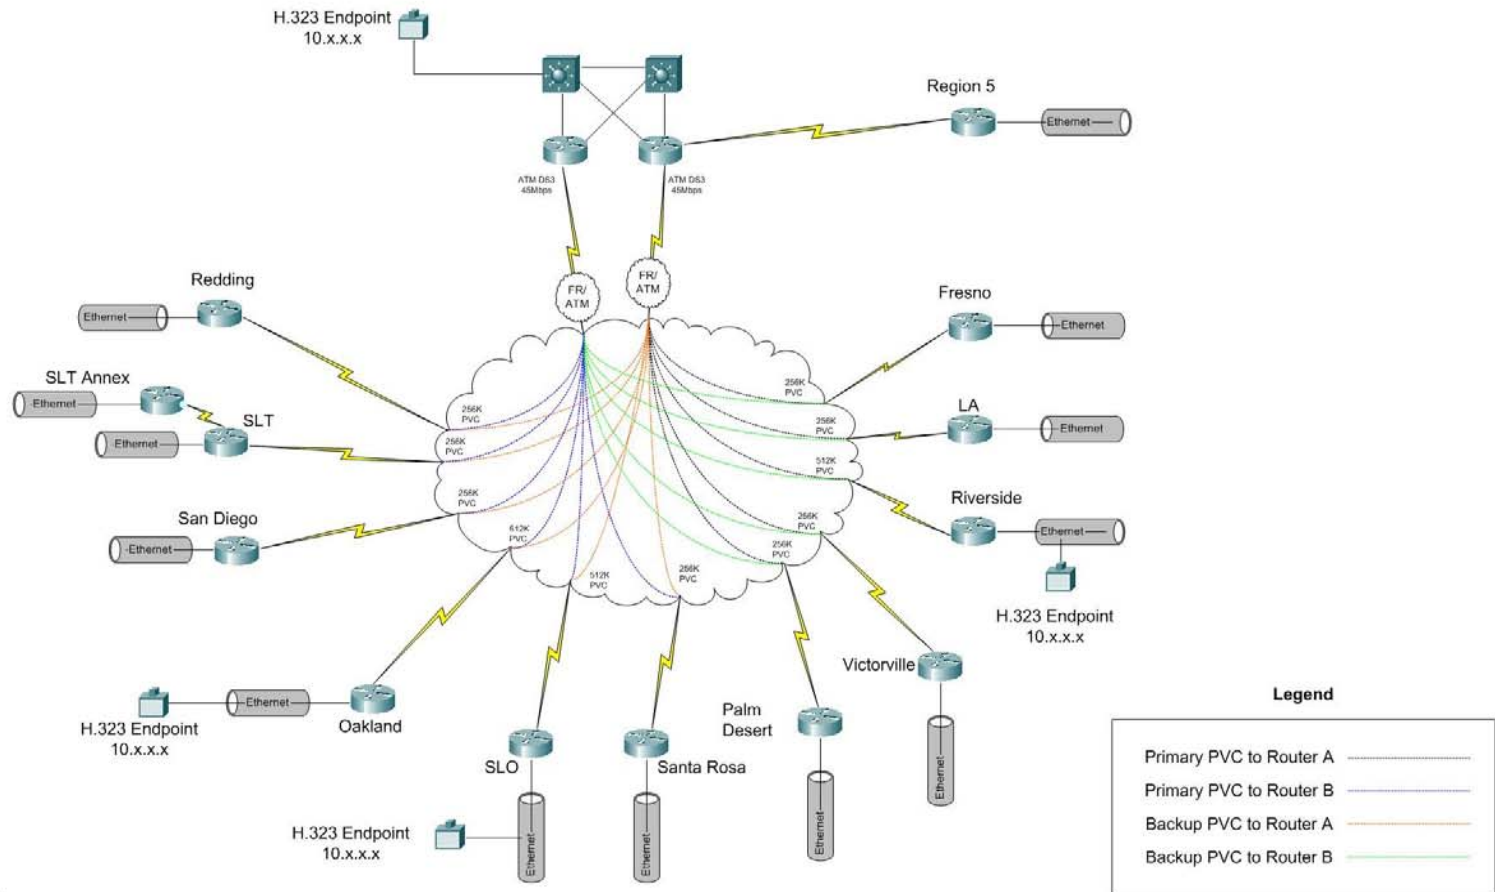 H.323 Endpoint
10.x.x.x
Region 5
Ethernet
ATM DS3
45Mbps
ATM DS3
45Mbps
FR/
ATM
FR/
ATM
Redding
Ethernet
Fresno
Ethernet
SLT Annex
Ethernet
SLT
Ethernet
LA
Ethernet
256K
PVC
256K
PVC
256K
PVC
256K
PVC
256K
PVC
512K
PVC
San Diego
Ethernet
Riverside
Ethernet
H.323 Endpoint
10.x.x.x
512K
PVC
512K
PVC
256K
PVC
256K
PVC
256K
PVC
H.323 Endpoint
10.x.x.x
Ethernet
Oakland
SLO
Ethernet
H.323 Endpoint
10.x.x.x
Santa Rosa
Ethernet
Palm
Desert
Ethernet
Victorville
Ethernet
Legend
Primary PVC to Router A
Primary PVC to Router B
Backup PVC to Router A
Backup PVC to Router B